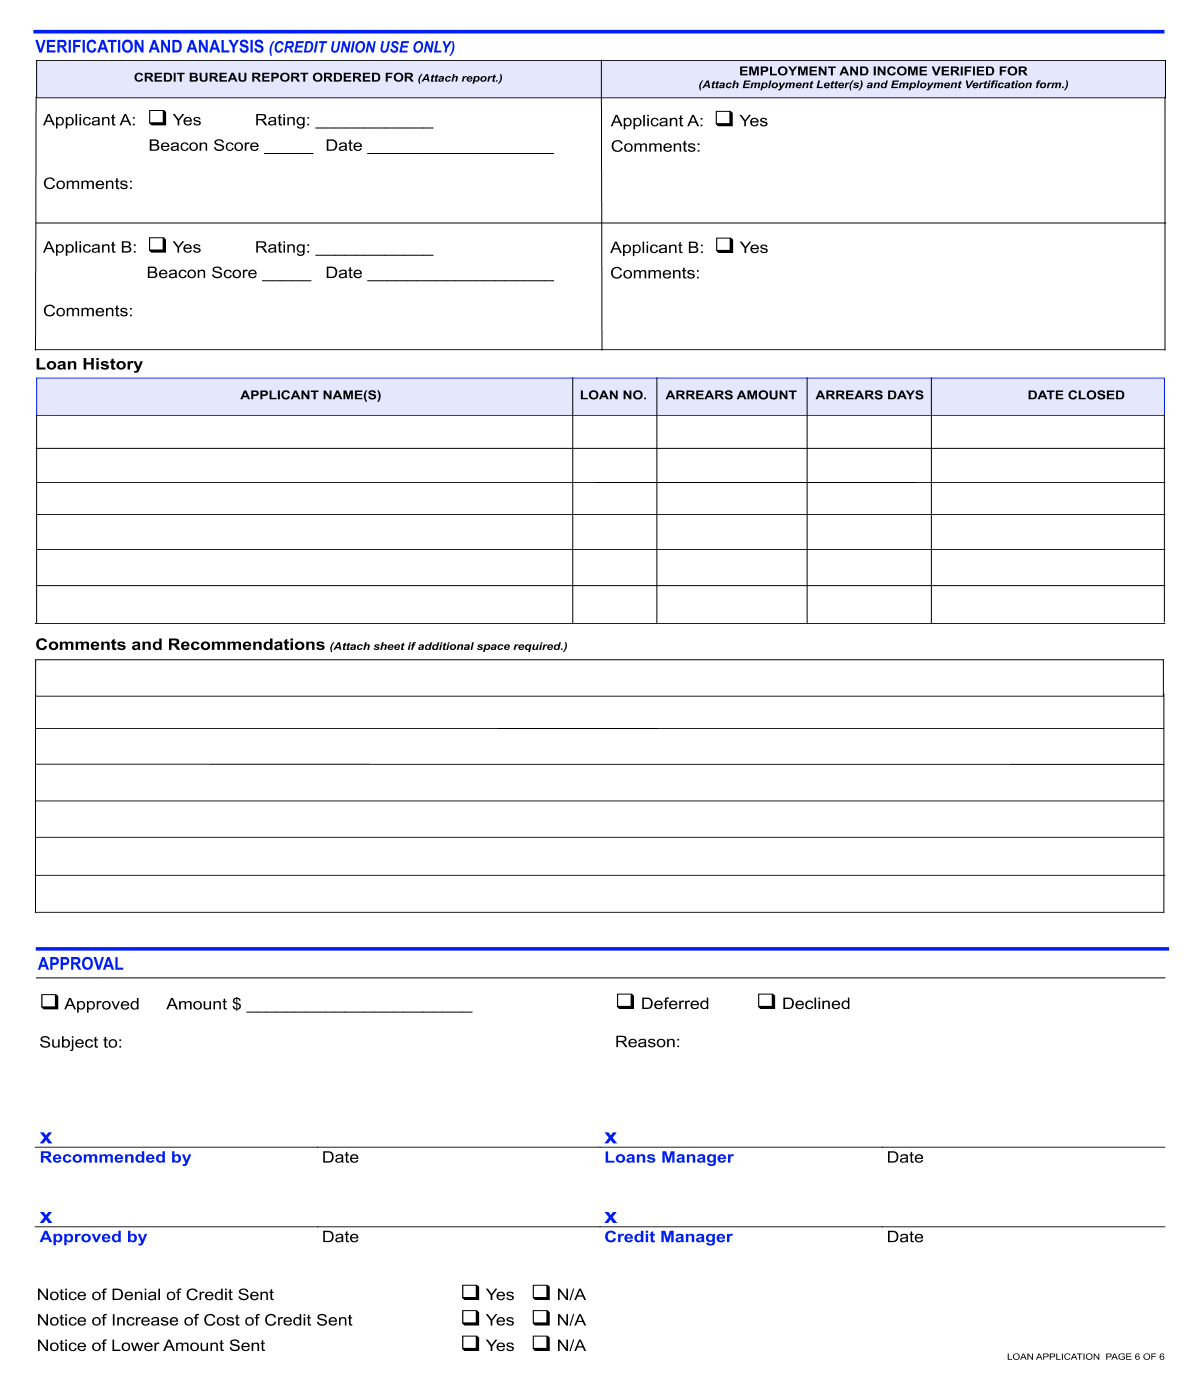 VERIFICATION AND ANALYSIS (CREDIT UNION USE ONLY)
CREDIT BUREAU REPORT ORDERED FOR (Attach report.)
EMPLOYMENT AND INCOME VERIFIED FOR
(Attach Employment Letter(s) and Employment Vertification form.)
Applicant A: ❏ Yes Rating: ____________
Beacon Score _____ Date ___________________
Comments:
Applicant A: ❏ Yes
Comments:
Applicant B: ❏ Yes Rating: ____________
Beacon Score _____ Date ___________________
Comments:
Applicant B: ❏ Yes
Comments:
Loan History
APPLICANT NAME(S) LOAN NO. ARREARS AMOUNT ARREARS DAYS DATE CLOSED
Comments and Recommendations (Attach sheet if additional space required.)
APPROVAL
❏ Approved Amount $ _______________________ ❏ Deferred ❏ Declined
Subject to: Reason:
x x
Recommended by Date Loans Manager Date
x x
Approved by Date Credit Manager Date
Notice of Denial of Credit Sent ❏ Yes ❏ N/A
Notice of Increase of Cost of Credit Sent ❏ Yes ❏ N/A
Notice of Lower Amount Sent ❏ Yes ❏ N/A
LOAN APPLICATION PAGE 6 OF 6